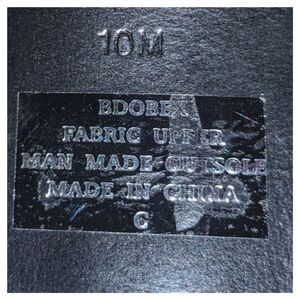 10M
BDOBEX
FABRIC UPPER
MAN MADE OUTSOLE
MADE IN CHINA
C